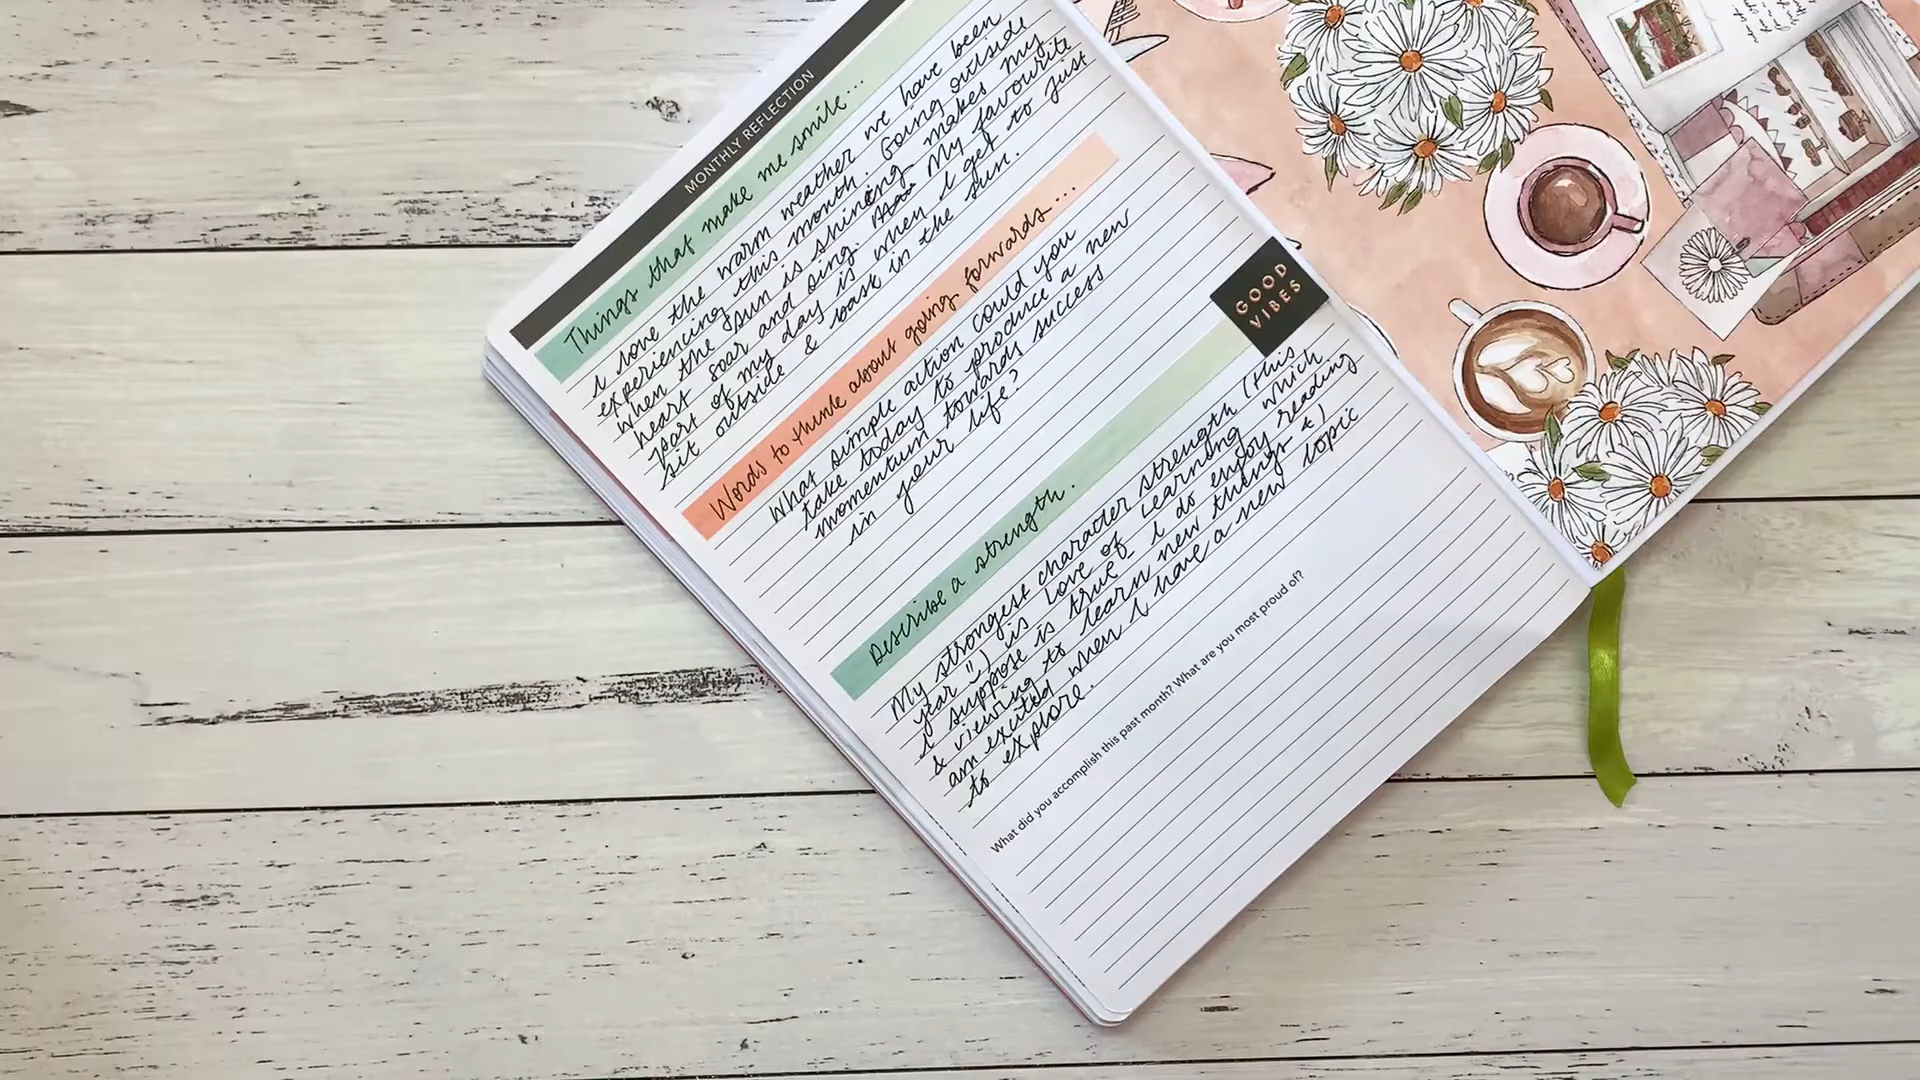 MONTHLY REFLECTION
Things that make me smile...
I love the warm weather we have been
experiencing this month. Going outside
when the sun is shining makes my
heart soar and sing. My favourite
part of my day is when I get to just
sit outside & bask in the sun.
Words to think about going forwards...
What simple action could you
take today to produce a new
momentum towards success
in your life?
GOOD
VIBES
Describe a strength.
My strongest character strength (this
year ") is Love of Learning which
I suppose is true. I do enjoy reading
& viewing to learn new things &
am excited when I have a new topic
to explore.
What did you accomplish this past month? What are you most proud of?